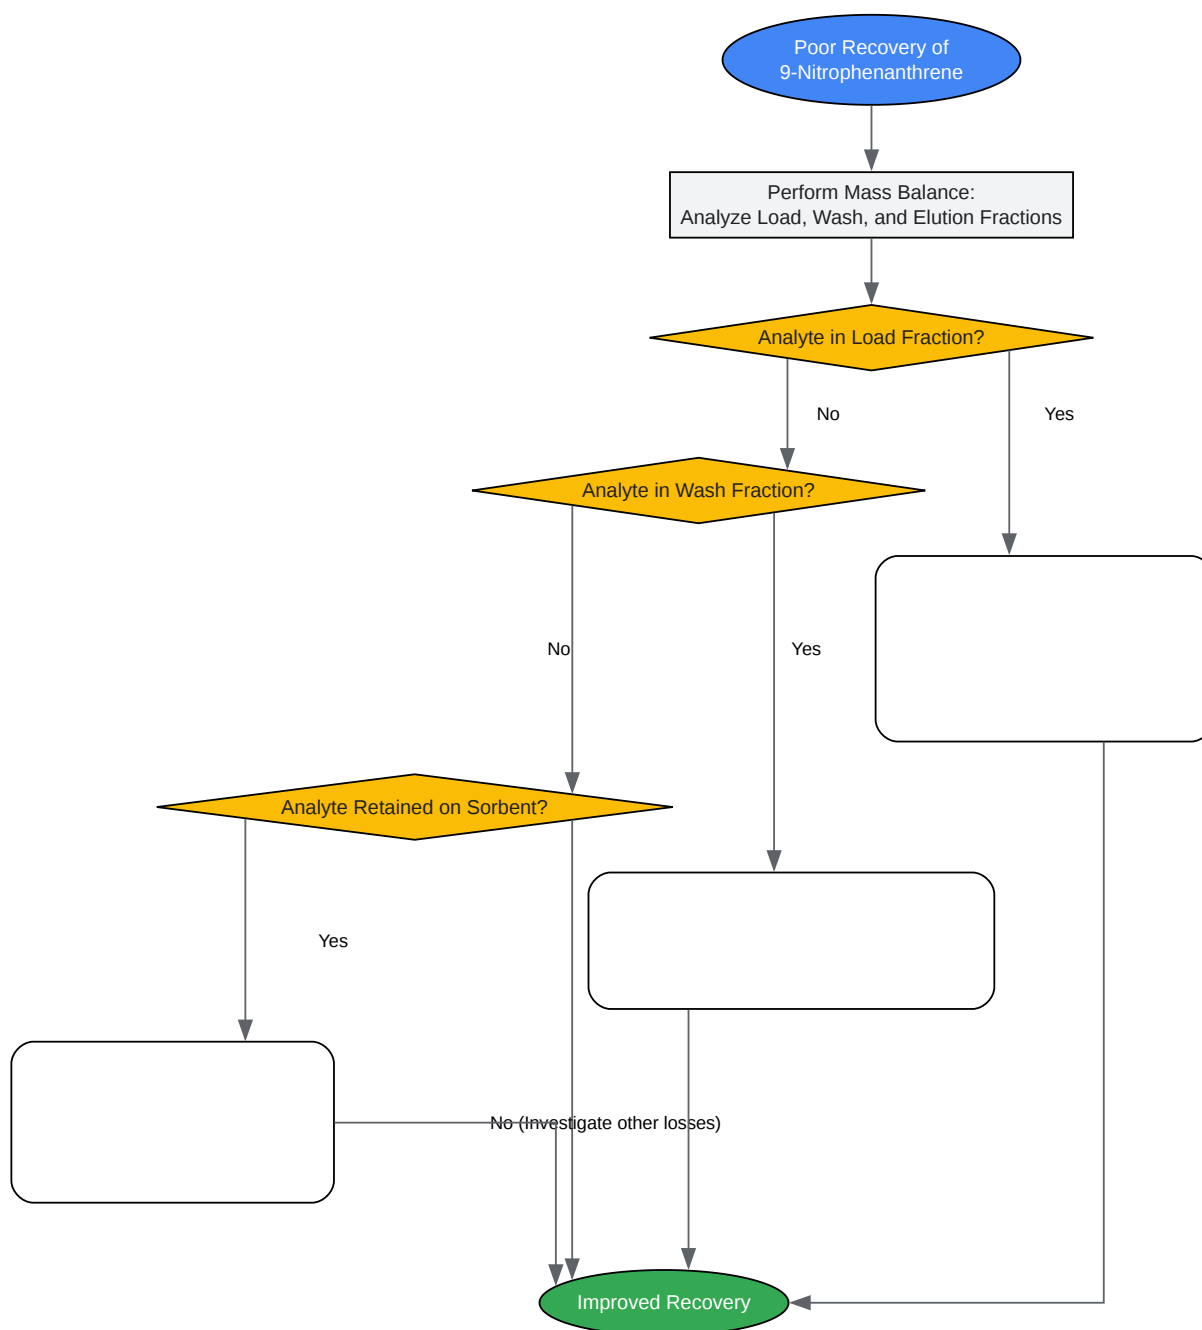 Poor Recovery of
9-Nitrophenanthrene
Perform Mass Balance:
Analyze Load, Wash, and Elution Fractions
Analyte in Load Fraction?
No
Yes
Analyte in Wash Fraction?
No
Yes
Analyte Retained on Sorbent?
Yes
No (Investigate other losses)
Improved Recovery